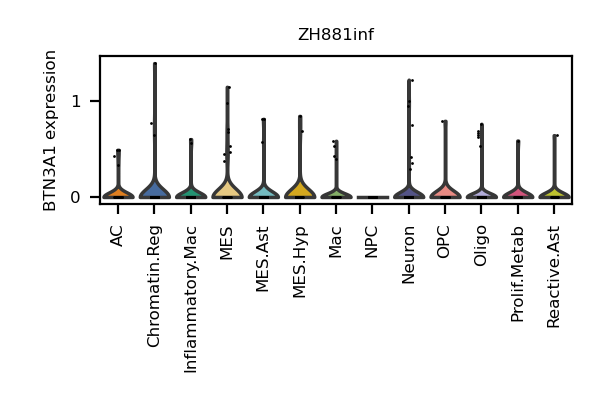 ZH881inf
BTN3A1 expression
1
0
AC
Chromatin.Reg
Inflammatory.Mac
MES
MES.Ast
MES.Hyp
Mac
NPC
Neuron
OPC
Oligo
Prolif.Metab
Reactive.Ast